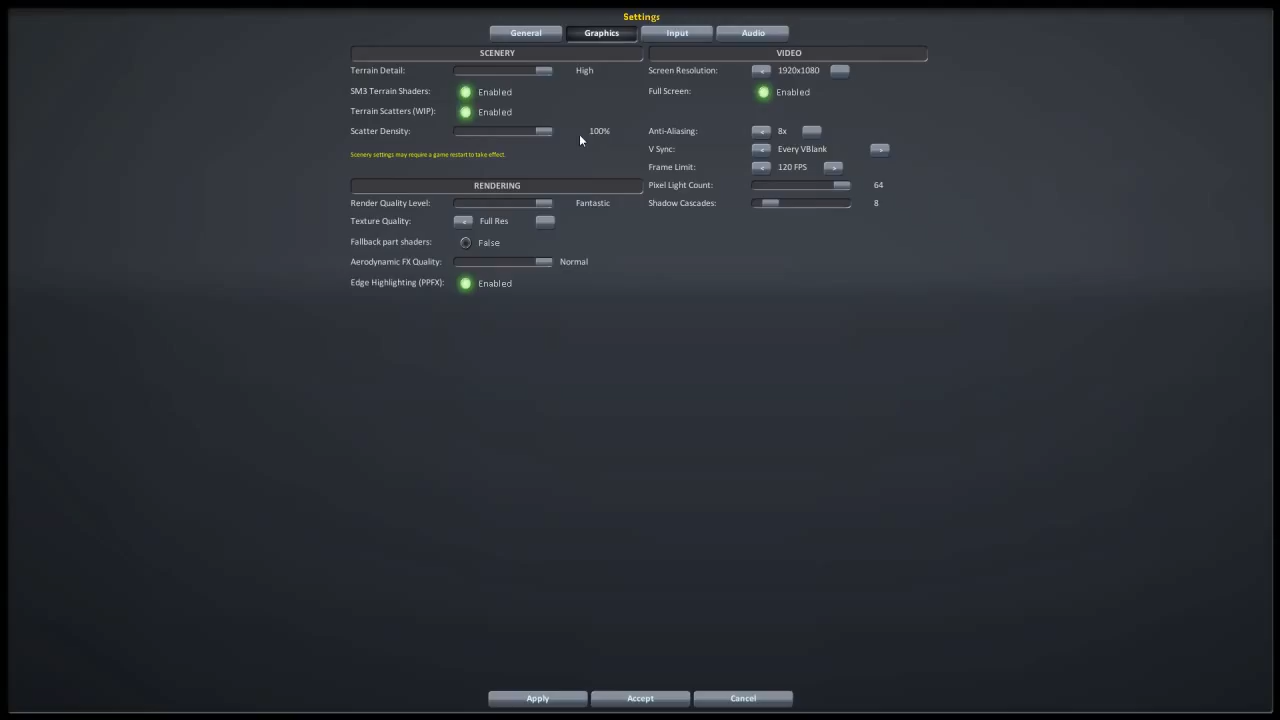 Settings
General Graphics Input Audio
SCENERY
Terrain Detail: High
SM3 Terrain Shaders: Enabled
Terrain Scatters (WIP): Enabled
Scatter Density: 100%
Scenery settings may require a game restart to take effect.
RENDERING
Render Quality Level: Fantastic
Texture Quality: < Full Res
Fallback part shaders: False
Aerodynamic FX Quality: Normal
Edge Highlighting (PPFX): Enabled
VIDEO
Screen Resolution: < 1920x1080
Full Screen: Enabled
Anti-Aliasing: < 8x
V Sync: < Every VBlank >
Frame Limit: < 120 FPS >
Pixel Light Count: 64
Shadow Cascades: 8
Apply Accept Cancel